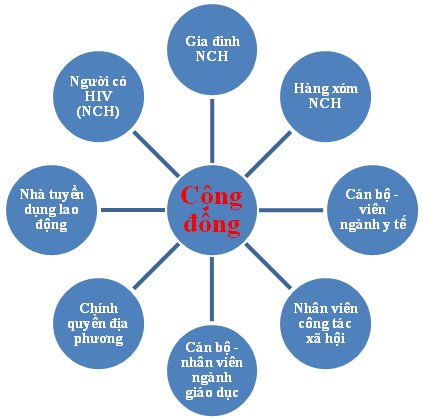 Gia đình
NCH
Người có
HIV
(NCH)
Hàng xóm
NCH
Nhà tuyển
dụng lao
động
Cộng
đồng
Cán bộ -
viên
ngành y tế
Chính
quyền địa
phương
Nhân viên
công tác
xã hội
Cán bộ -
nhân viên
ngành
giáo dục